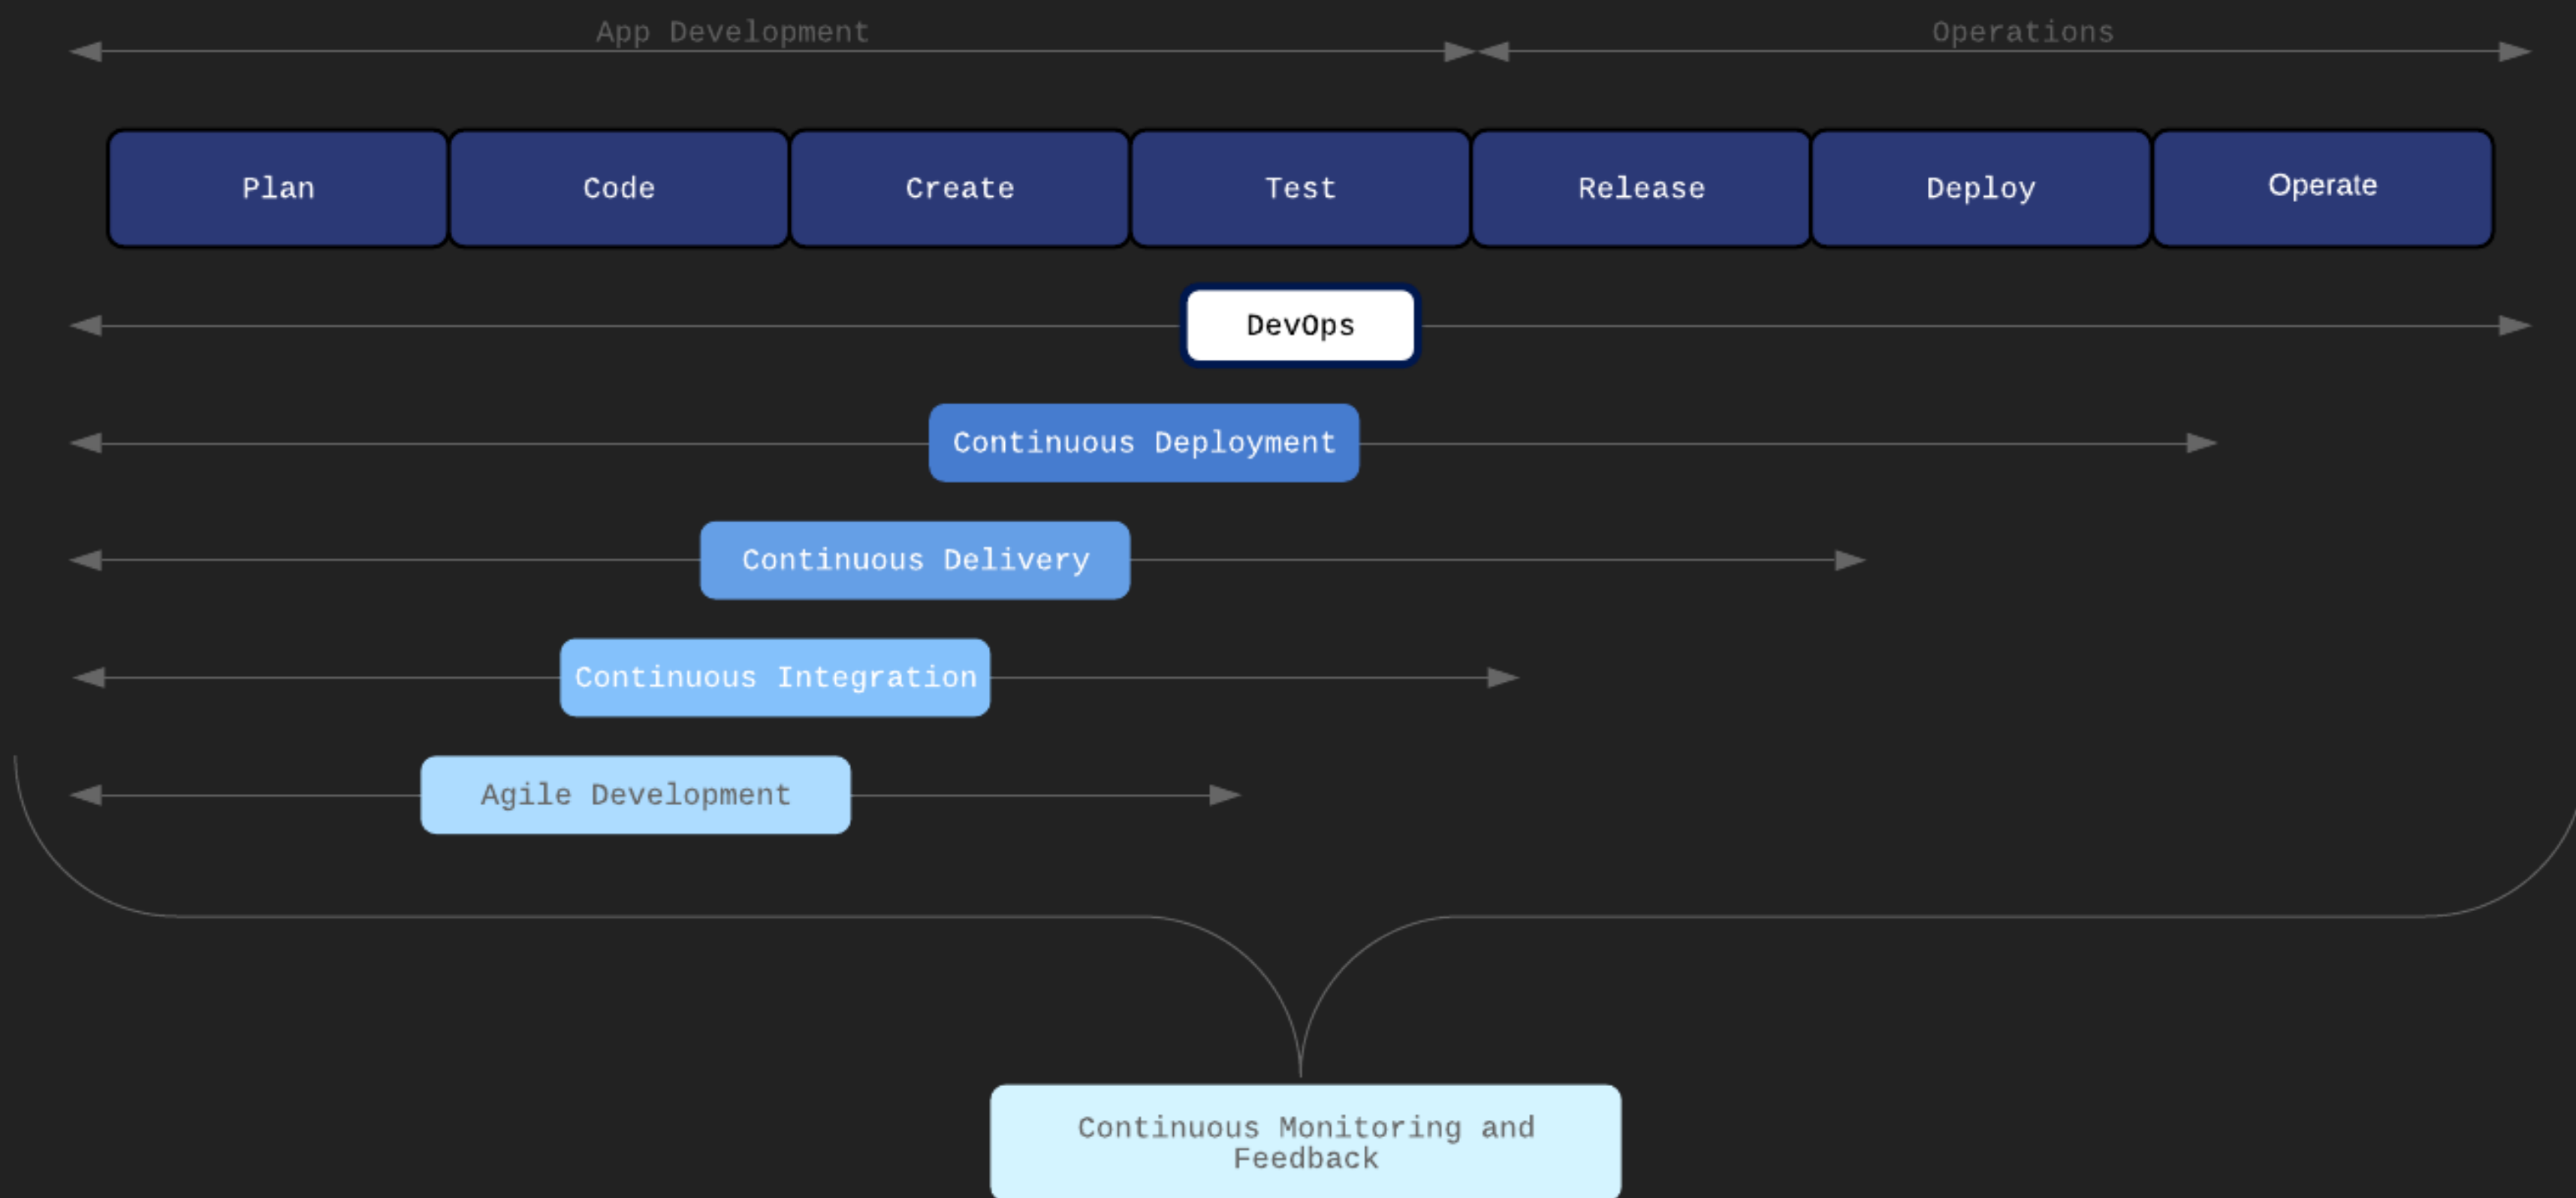 App Development
Operations
Plan
Code
Create
Test
Release
Deploy
Operate
DevOps
Continuous Deployment
Continuous Delivery
Continuous Integration
Agile Development
Continuous Monitoring and
Feedback